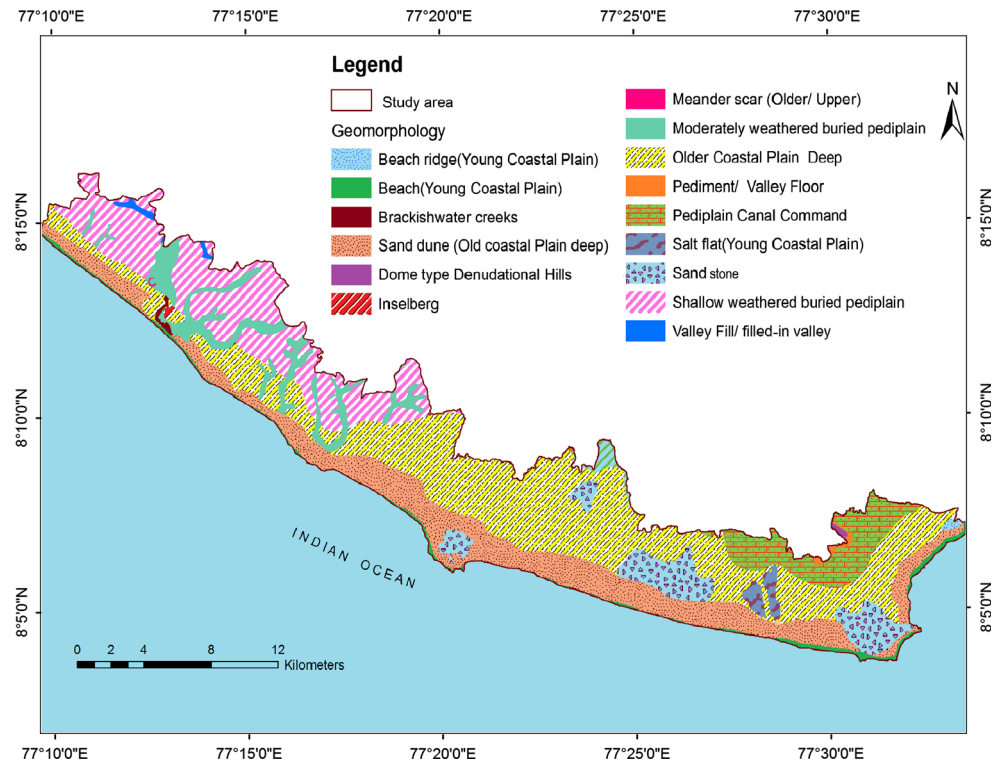 77°10'0"E 77°15'0"E 77°20'0"E 77°25'0"E 77°30'0"E
Legend
Study area
Geomorphology
Beach ridge(Young Coastal Plain)
Beach(Young Coastal Plain)
Brackishwater creeks
Sand dune (Old coastal Plain deep)
Dome type Denudational Hills
Inselberg
Meander scar (Older/ Upper)
Moderately weathered buried pediplain
Older Coastal Plain Deep
Pediment/ Valley Floor
Pediplain Canal Command
Salt flat(Young Coastal Plain)
Sand stone
Shallow weathered buried pediplain
Valley Fill/ filled-in valley
N
8°15'0"N 8°15'0"N
8°10'0"N 8°10'0"N
INDIAN OCEAN
8°5'0"N 8°5'0"N
0 2 4 8 12
Kilometers
77°10'0"E 77°15'0"E 77°20'0"E 77°25'0"E 77°30'0"E